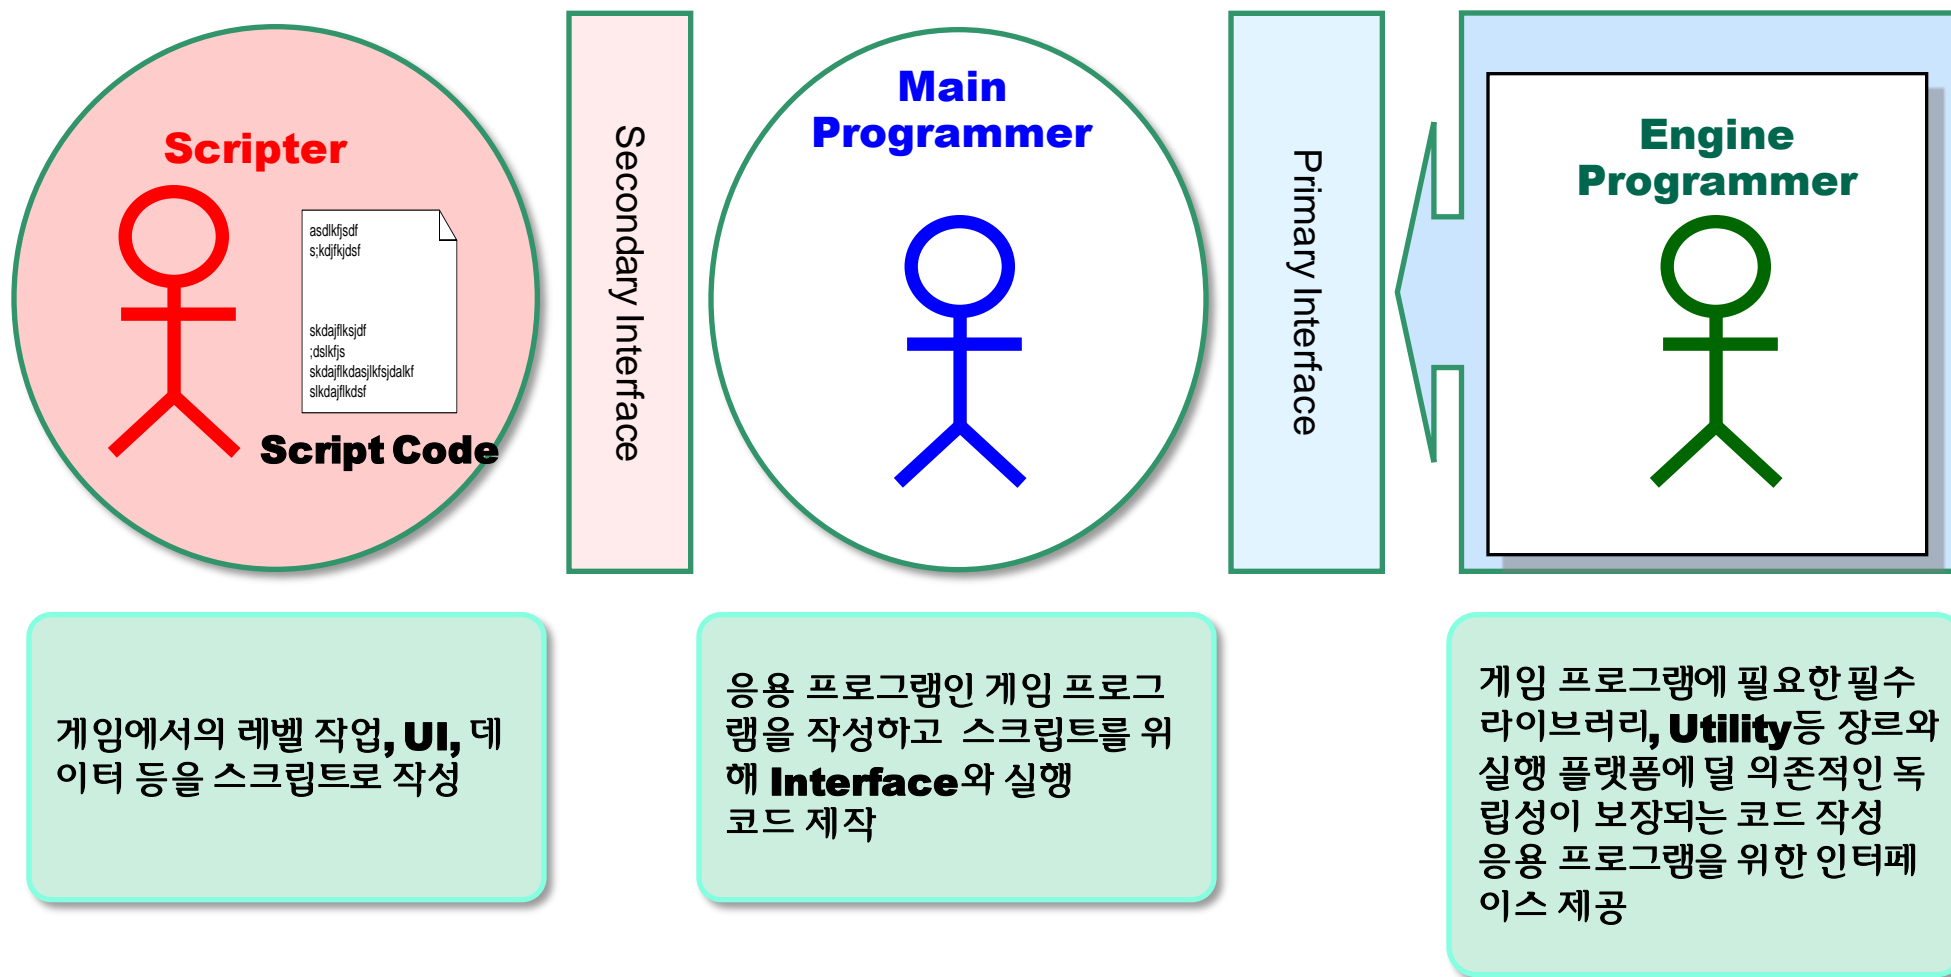 Scripter
asdlkfjsdf
s;kdjfkjdsf
skdajflksjdf
;dslkfjs
skdajflkdasjlkfsjdalkf
slkdajflkdsf
Script Code
Secondary Interface
Main
Programmer
Primary Interface
Engine
Programmer
게임에서의 레벨 작업, UI, 데
이터 등을 스크립트로 작성
응용 프로그램인 게임 프로그
램을 작성하고 스크립트를 위
해 Interface와 실행
코드 제작
게임 프로그램에 필요한 필수
라이브러리, Utility등 장르와
실행 플랫폼에 덜 의존적인 독
립성이 보장되는 코드 작성
응용 프로그램을 위한 인터페
이스 제공